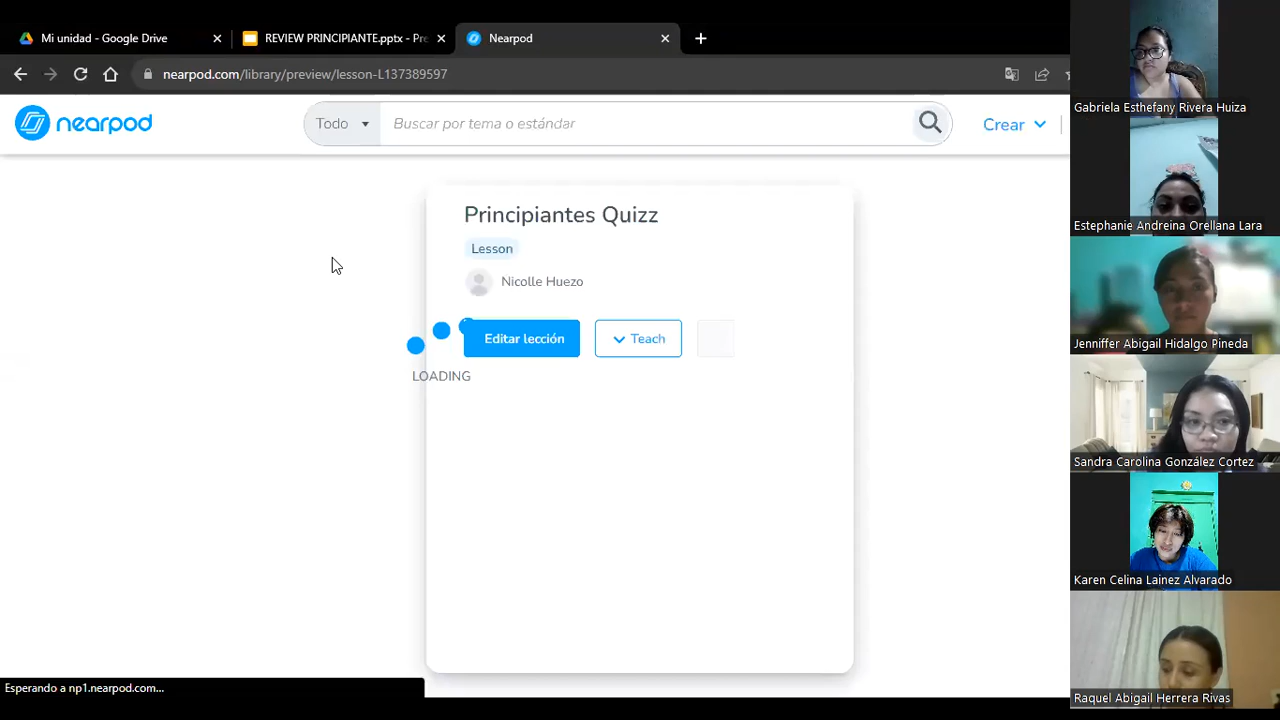 Mi unidad - Google Drive
REVIEW PRINCIPIANTE.pptx - Pre
Nearpod
nearpod.com/library/preview/lesson-L137389597
nearpod
Todo
Buscar por tema o estándar
Crear
Principiantes Quizz
Lesson
Nicolle Huezo
Editar lección
Teach
LOADING
Esperando a np1.nearpod.com...
Gabriela Esthefany Rivera Huiza
Estephanie Andreina Orellana Lara
Jenniffer Abigail Hidalgo Pineda
Sandra Carolina González Cortez
Karen Celina Lainez Alvarado
Raquel Abigail Herrera Rivas